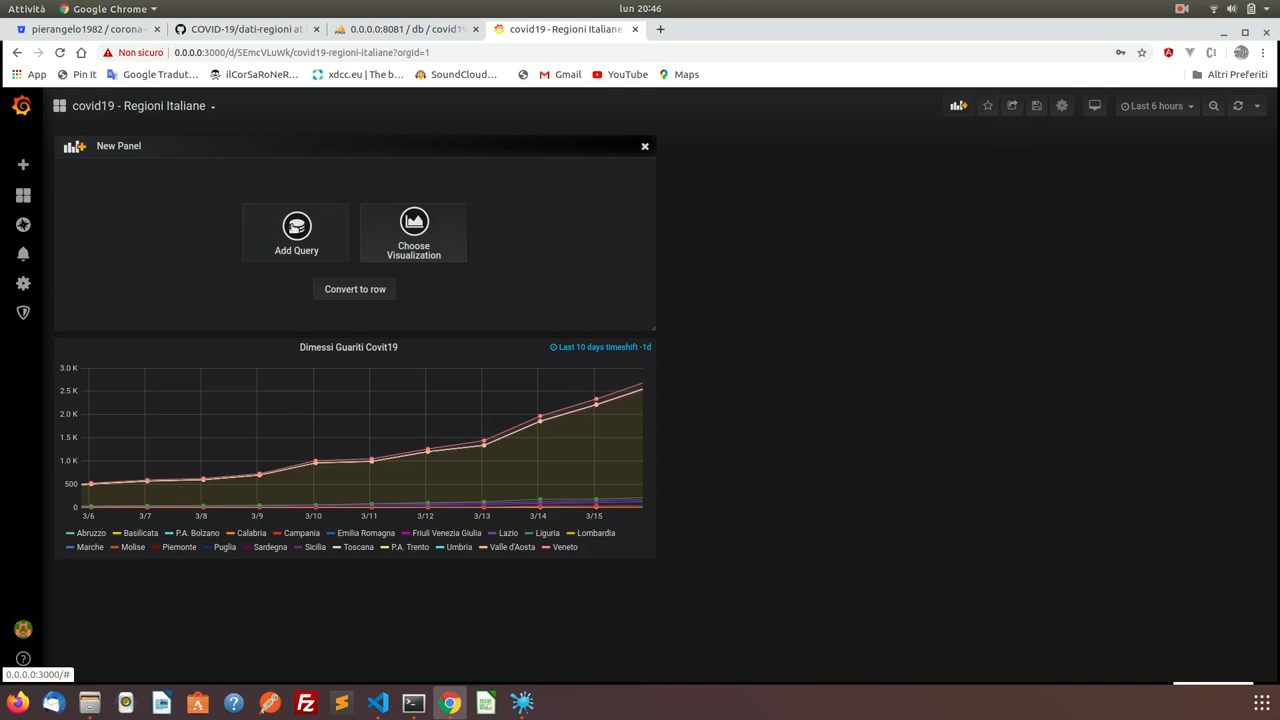 Attività
Google Chrome
lun 20:46
pierangelo1982 / corona-
COVID-19/dati-regioni at
0.0.0.0:8081 / db / covid19
covid19 - Regioni Italiane
Non sicuro
0.0.0.0:3000/d/5EmcVLuWk/covid19-regioni-italiane?orgId=1
App
Pin It
Google Tradut...
ilCorSaRoNeR...
xdcc.eu | The b...
SoundCloud...
Gmail
YouTube
Maps
Altri Preferiti
covid19 - Regioni Italiane
Last 6 hours
New Panel
Add Query
Choose
Visualization
Convert to row
Dimessi Guariti Covit19
Last 10 days timeshift -1d
3.0 K
2.5 K
2.0 K
1.5 K
1.0 K
500
0
3/6 3/7 3/8 3/9 3/10 3/11 3/12 3/13 3/14 3/15
Abruzzo Basilicata P.A. Bolzano Calabria Campania Emilia Romagna Friuli Venezia Giulia Lazio Liguria Lombardia
Marche Molise Piemonte Puglia Sardegna Sicilia Toscana P.A. Trento Umbria Valle d'Aosta Veneto
0.0.0.0:3000/#